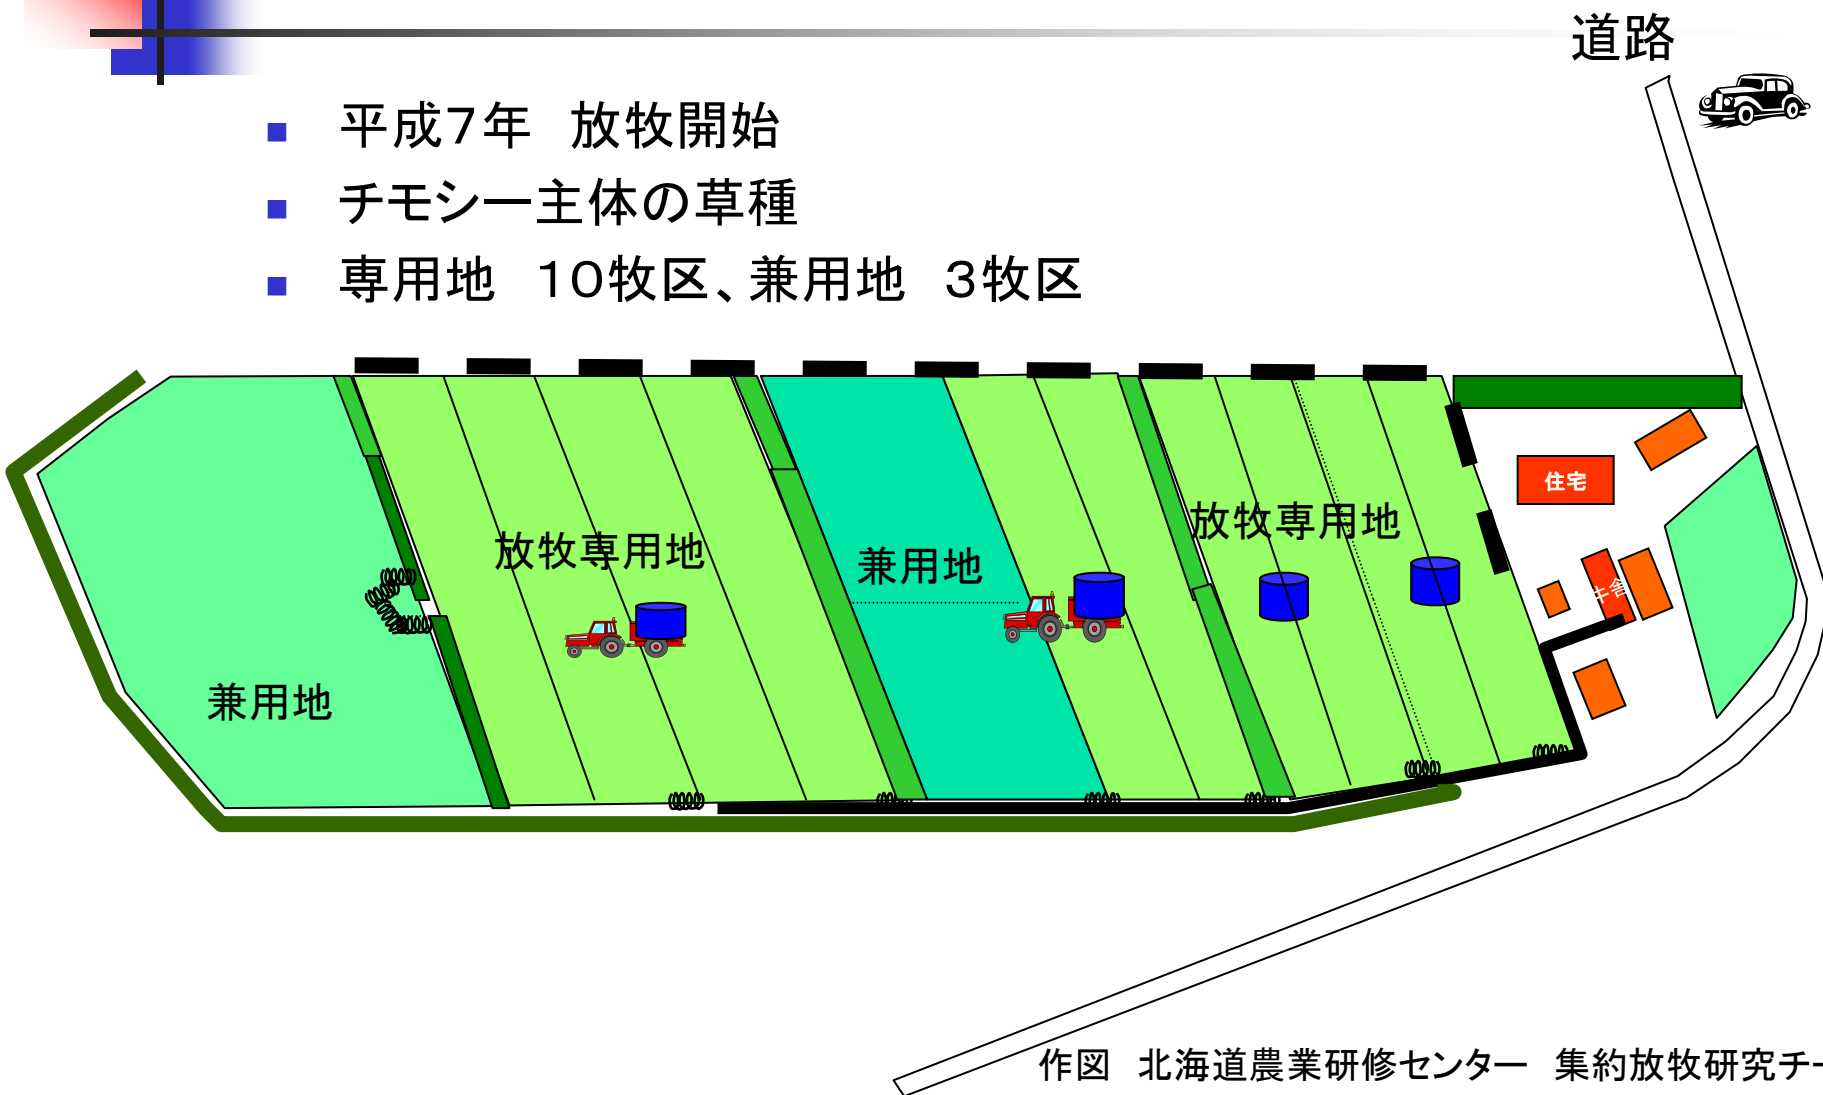 道路
平成7年　放牧開始
チモシー主体の草種
専用地　10牧区、兼用地　3牧区
住宅
放牧専用地
放牧専用地
兼用地
牛舎
兼用地
作図　北海道農業研修センター　集約放牧研究チー